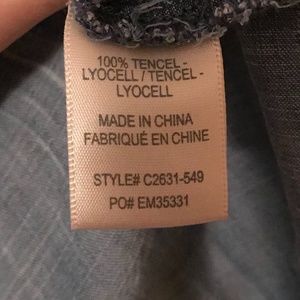 100% TENCEL -
LYOCELL / TENCEL -
LYOCELL
MADE IN CHINA
FABRIQUÉ EN CHINE
STYLE# C2631-549
PO# EM35331